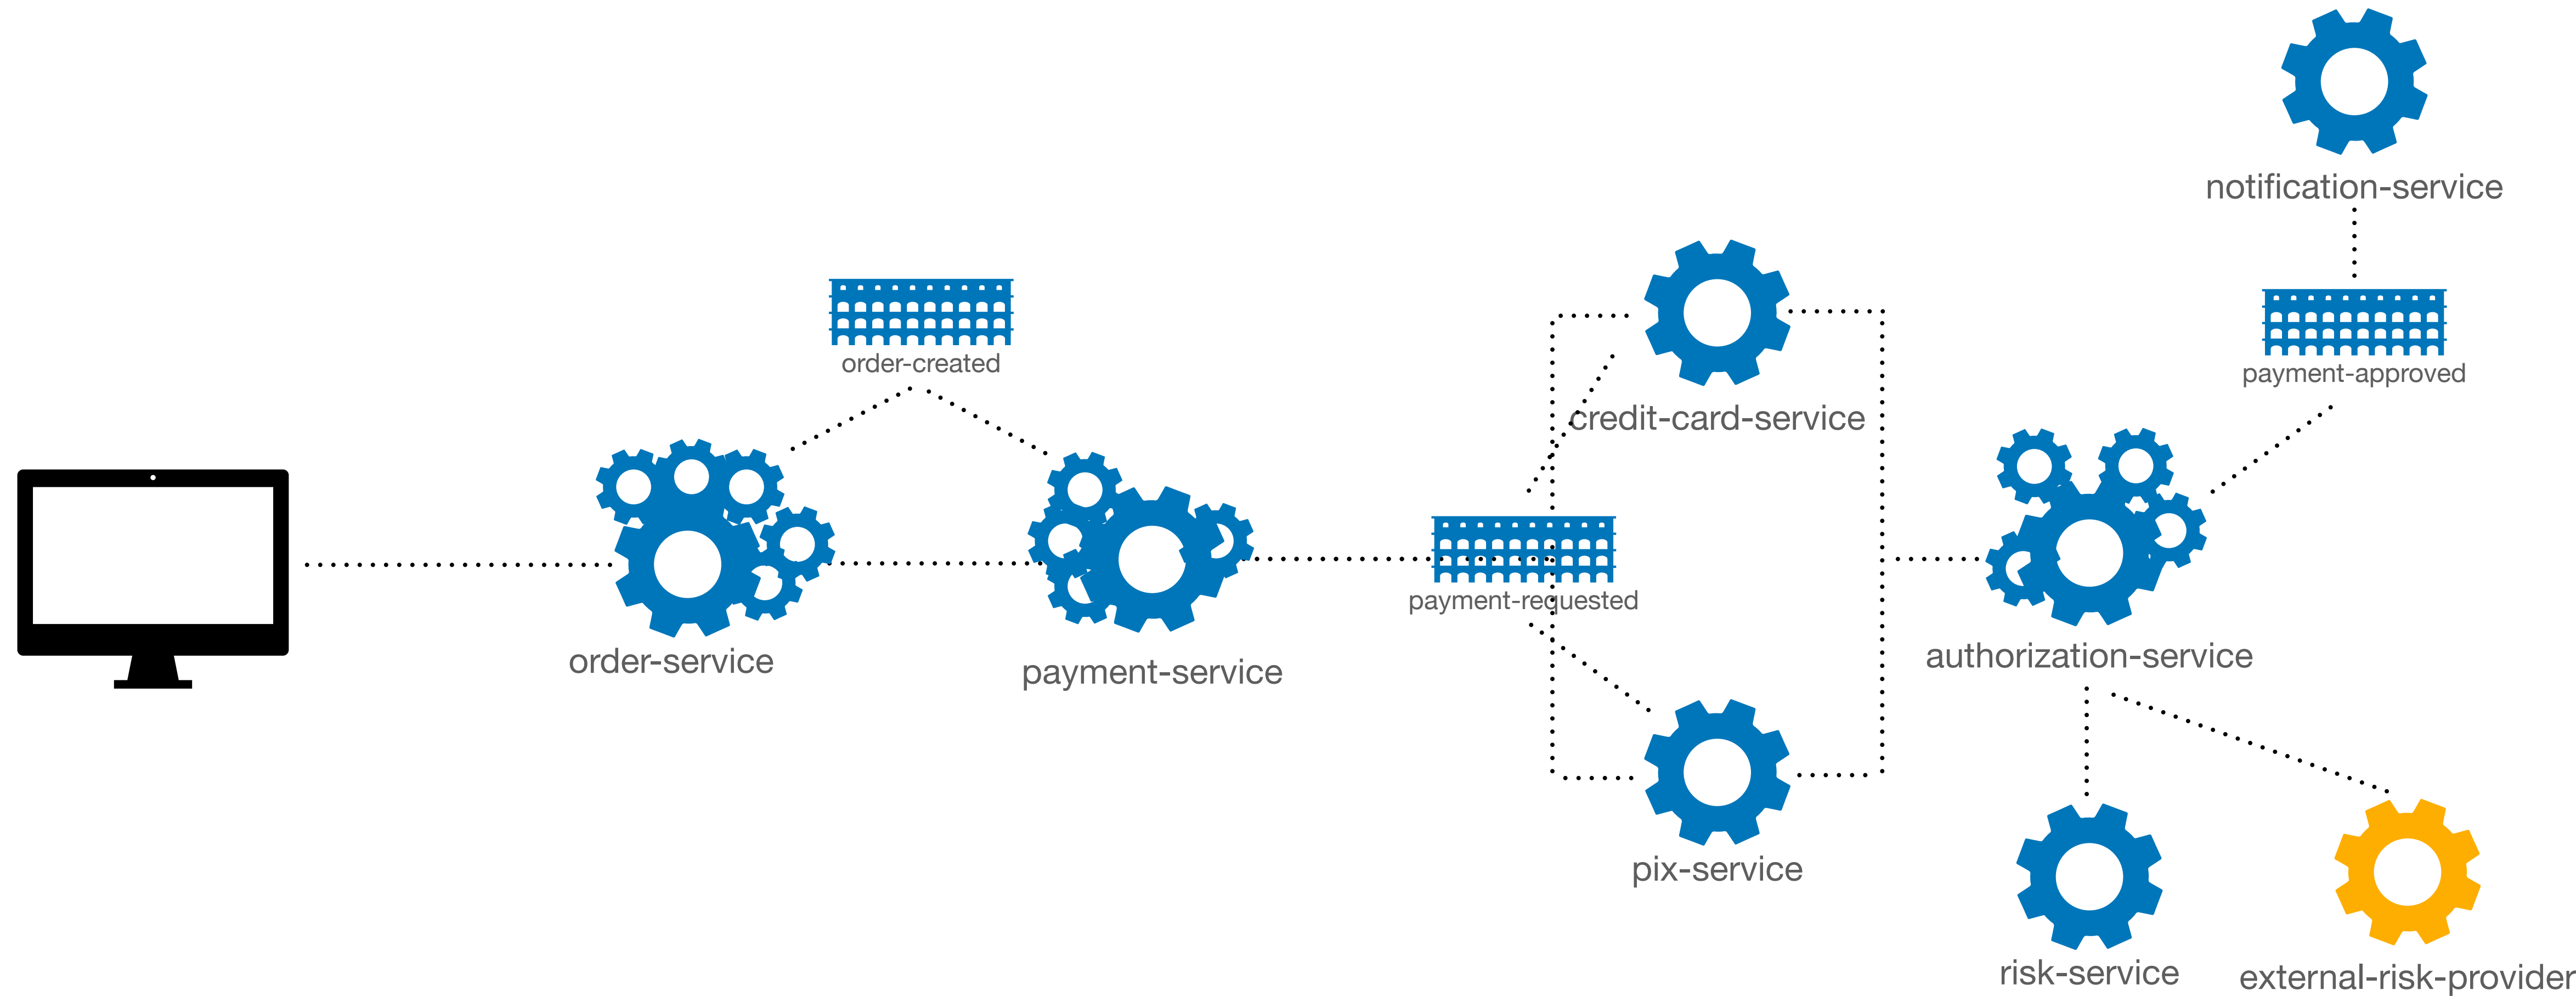 notification-service
order-created
payment-approved
credit-card-service
payment-requested
order-service
payment-service
authorization-service
pix-service
risk-service
external-risk-provider